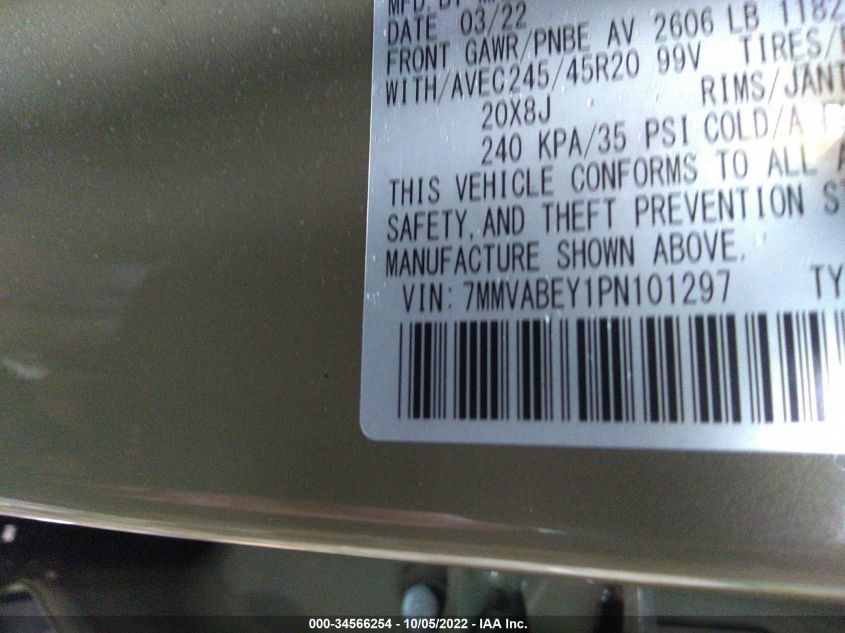 MFD. BY
DATE 03/22
FRONT GAWR/PNBE AV 2606 LB 1182
WITH/AVEC245/45R20 99V TIRES/
20X8J RIMS/JANT
240 KPA/35 PSI COLD/A
THIS VEHICLE CONFORMS TO ALL
SAFETY, AND THEFT PREVENTION S
MANUFACTURE SHOWN ABOVE.
VIN: 7MMVABEY1PN101297 TY
000-34566254 - 10/05/2022 - IAA Inc.